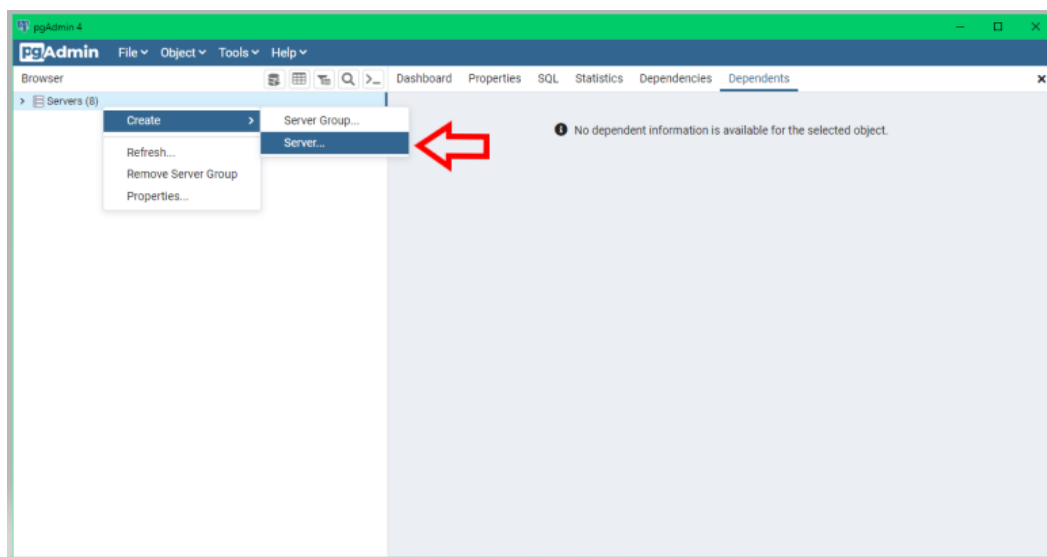 pgAdmin 4
pgAdmin File Object Tools Help
Browser
Dashboard Properties SQL Statistics Dependencies Dependents
Servers (8)
Create
Server Group...
Server...
Refresh...
Remove Server Group
Properties...
No dependent information is available for the selected object.